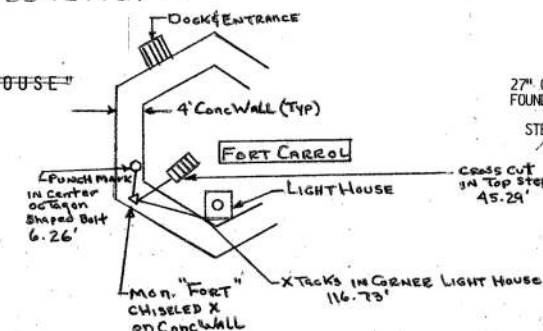 DOCK & ENTRANCE
OUSE"
4' CONC WALL (TYP)
27"
FOUN
STE
FORT CARROL
PUNCH MARK
IN CENTER
OCTAGON
SHAPED BOLT
6.26'
CROSS CUT
IN TOP STEP
45.29'
LIGHT HOUSE
X TACKS IN CORNER LIGHT HOUSE
116.73'
MON. "FORT"
CHISELED X
ON CONC WALL